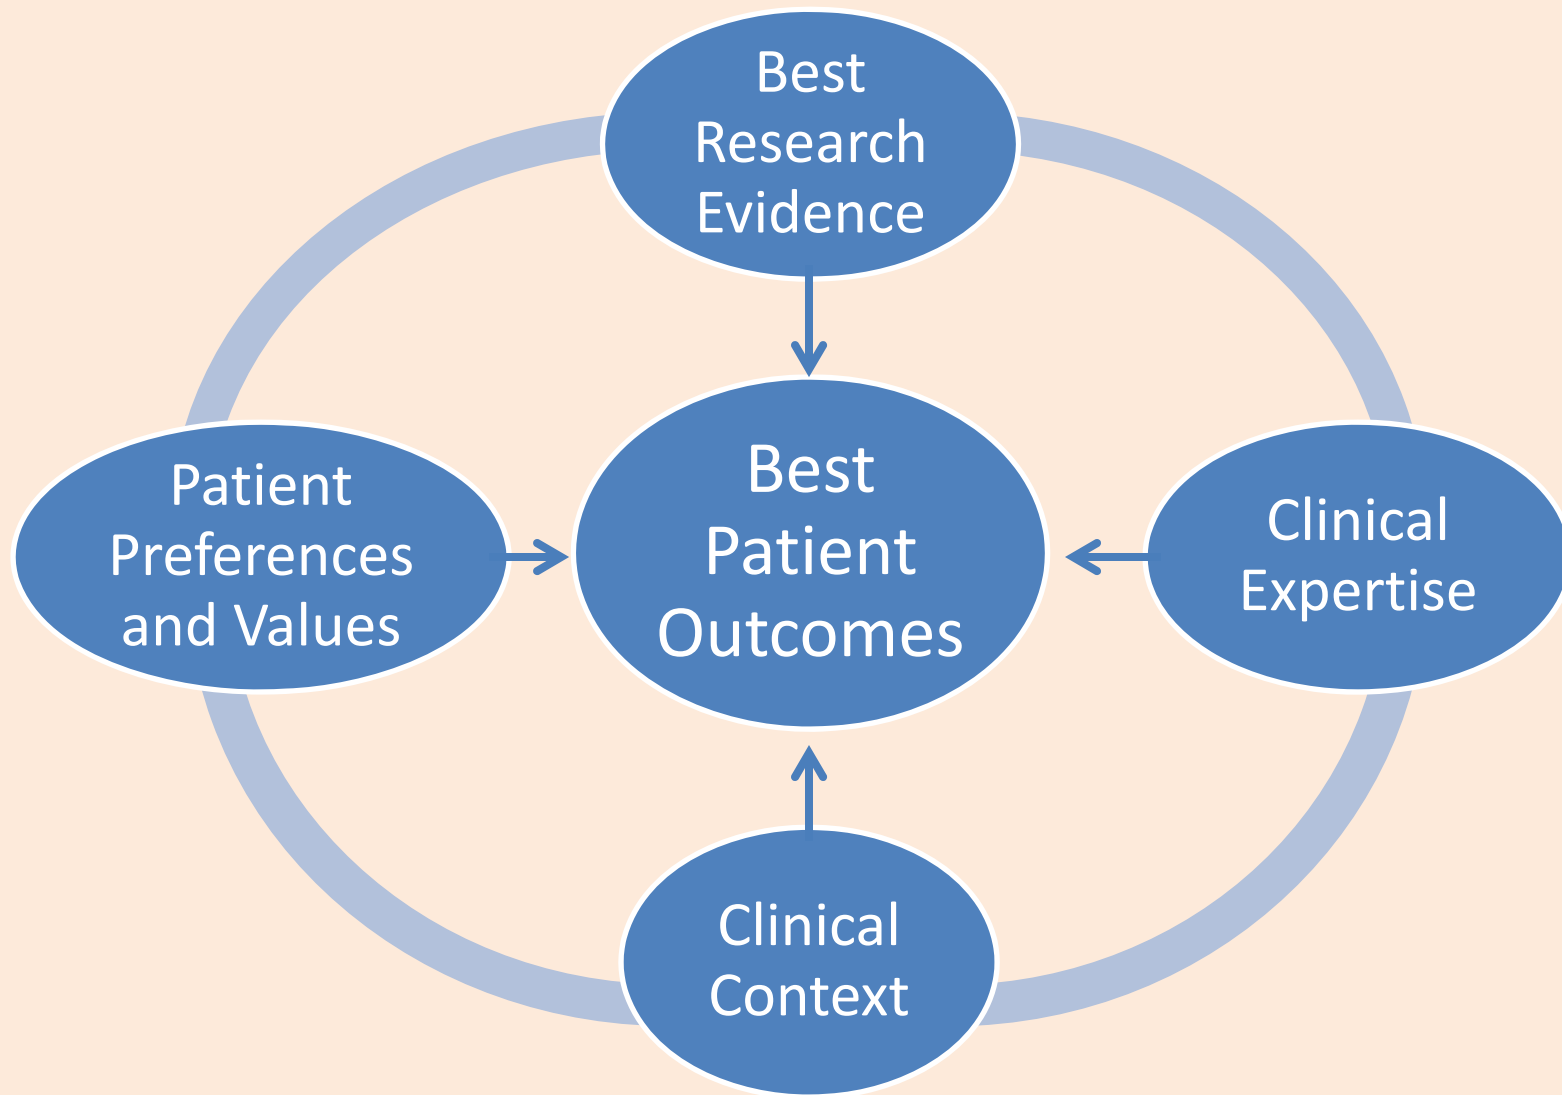 Best
Research
Evidence
Patient
Preferences
and Values
Best
Patient
Outcomes
Clinical
Expertise
Clinical
Context